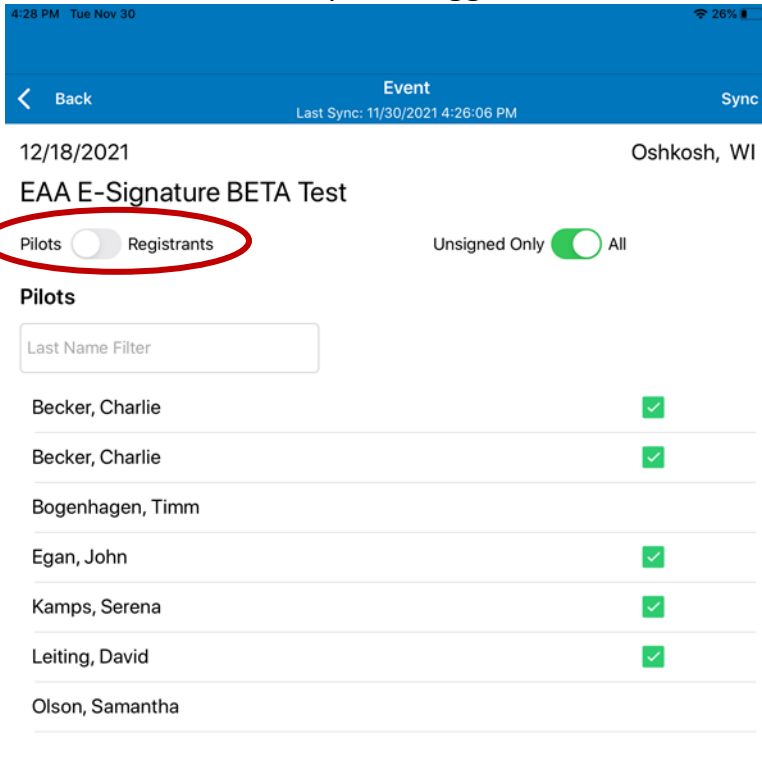 4:28 PM Tue Nov 30 26%
Back Event Sync
Last Sync: 11/30/2021 4:26:06 PM
12/18/2021 Oshkosh, WI
EAA E-Signature BETA Test
Pilots Registrants Unsigned Only All
Pilots
Last Name Filter
Becker, Charlie
Becker, Charlie
Bogenhagen, Timm
Egan, John
Kamps, Serena
Leiting, David
Olson, Samantha